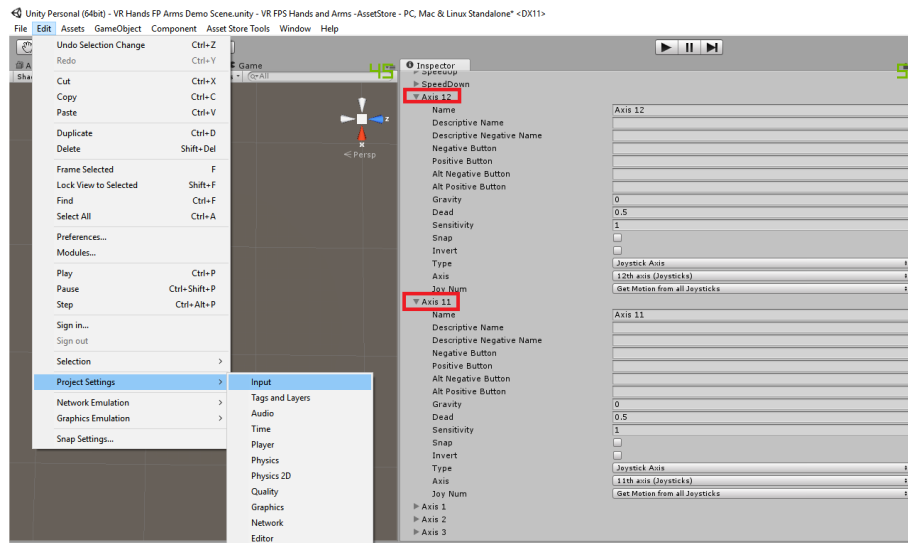 Unity Personal (64bit) - VR Hands FP Arms Demo Scene.unity - VR FPS Hands and Arms -AssetStore - PC, Mac & Linux Standalone* <DX11>
File Edit Assets GameObject Component Asset Store Tools Window Help
Undo Selection Change Ctrl+Z
Redo Ctrl+Y
Cut Ctrl+X
Copy Ctrl+C
Paste Ctrl+V
Duplicate Ctrl+D
Delete Shift+Del
Frame Selected F
Lock View to Selected Shift+F
Find Ctrl+F
Select All Ctrl+A
Preferences...
Modules...
Play Ctrl+P
Pause Ctrl+Shift+P
Step Ctrl+Alt+P
Sign in...
Sign out
Selection >
Project Settings >
Network Emulation >
Graphics Emulation >
Snap Settings...
Input
Tags and Layers
Audio
Time
Player
Physics
Physics 2D
Quality
Graphics
Network
Editor
Game
All
45
z
x
Persp
Inspector
SpeedUp
SpeedDown
Axis 12
Name Axis 12
Descriptive Name
Descriptive Negative Name
Negative Button
Positive Button
Alt Negative Button
Alt Positive Button
Gravity 0
Dead 0.5
Sensitivity 1
Snap
Invert
Type Joystick Axis
Axis 12th axis (Joysticks)
Joy Num Get Motion from all Joysticks
Axis 11
Name Axis 11
Descriptive Name
Descriptive Negative Name
Negative Button
Positive Button
Alt Negative Button
Alt Positive Button
Gravity 0
Dead 0.5
Sensitivity 1
Snap
Invert
Type Joystick Axis
Axis 11th axis (Joysticks)
Joy Num Get Motion from all Joysticks
Axis 1
Axis 2
Axis 3